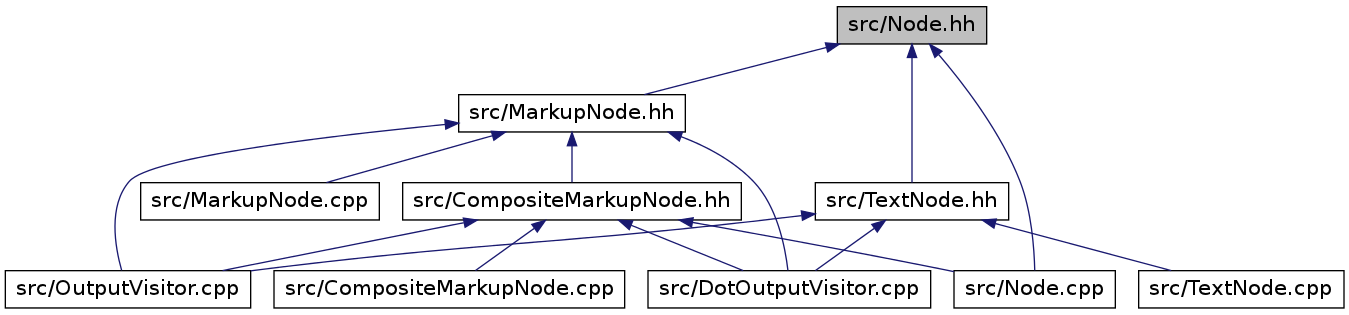 src/Node.hh
src/MarkupNode.hh
src/MarkupNode.cpp
src/CompositeMarkupNode.hh
src/TextNode.hh
src/OutputVisitor.cpp
src/CompositeMarkupNode.cpp
src/DotOutputVisitor.cpp
src/Node.cpp
src/TextNode.cpp